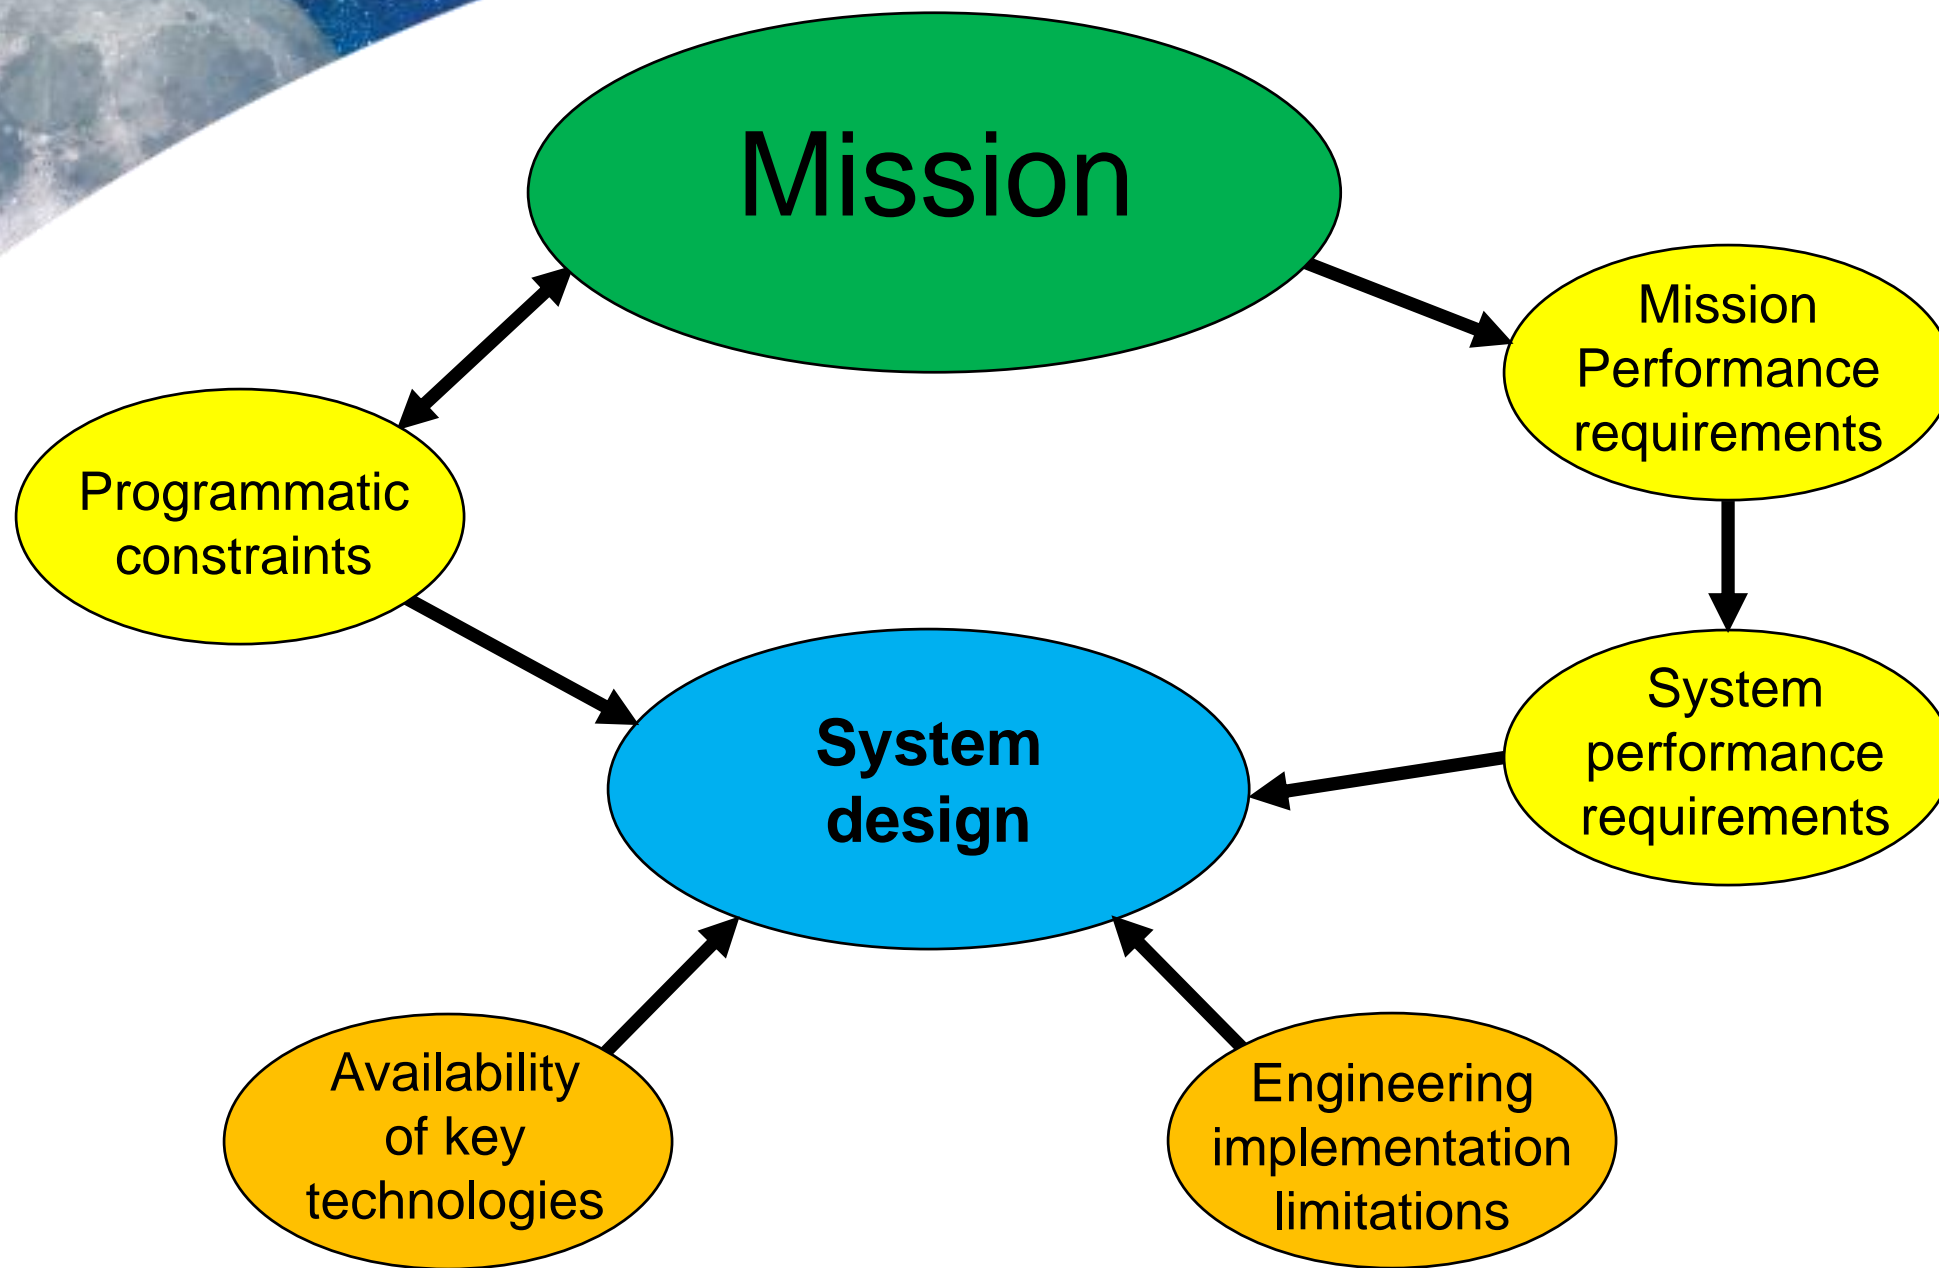 Mission
Mission
Performance
requirements
Programmatic
constraints
System
performance
requirements
System
design
Availability
of key
technologies
Engineering
implementation
limitations